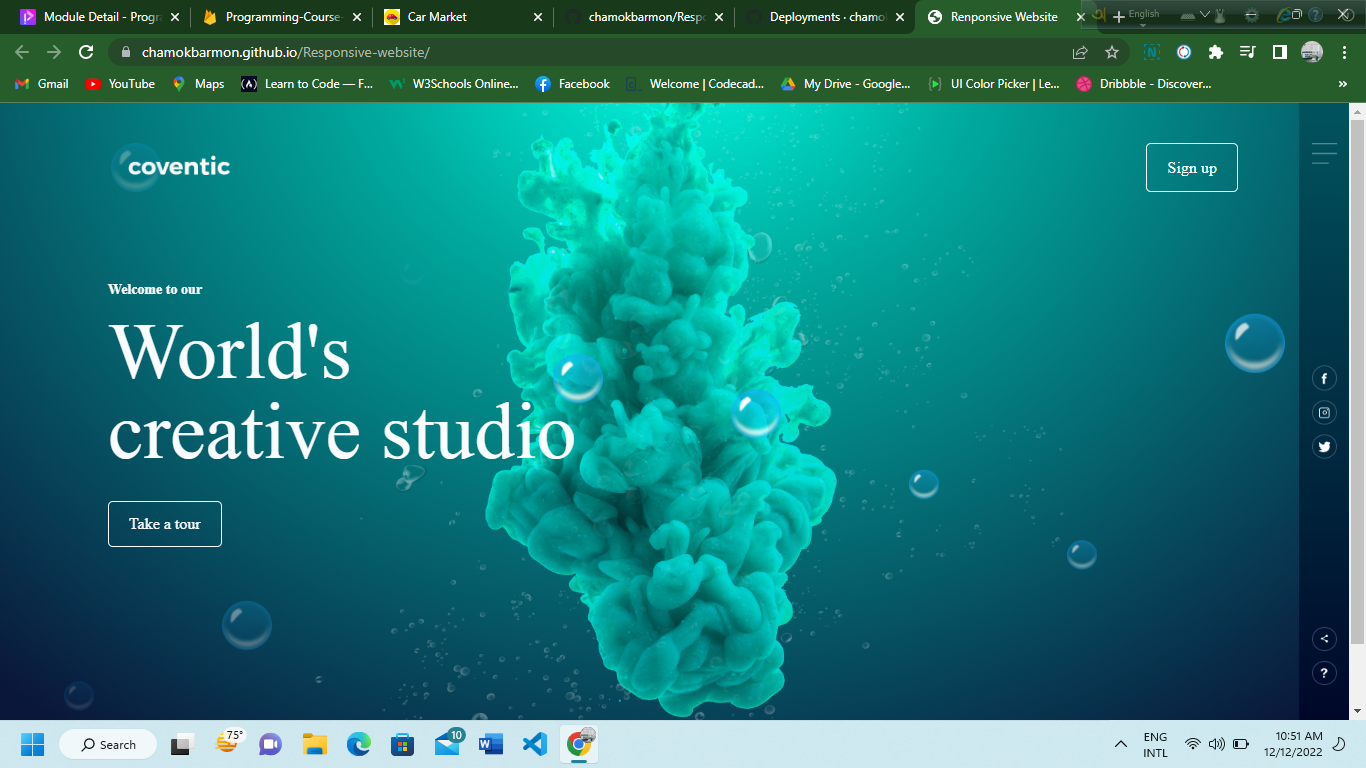 Module Detail - Progr
Programming-Course-
Car Market
chamokbarmon/Respo
Deployments · chamol
Renponsive Website
English
chamokbarmon.github.io/Responsive-website/
Gmail
YouTube
Maps
Learn to Code — F...
W3Schools Online...
Facebook
Welcome | Codecad...
My Drive - Google...
UI Color Picker | Le...
Dribbble - Discover...
»
coventic
Sign up
Welcome to our
World's
creative studio
Take a tour
?
Search
75°
10
ENG
INTL
10:51 AM
12/12/2022